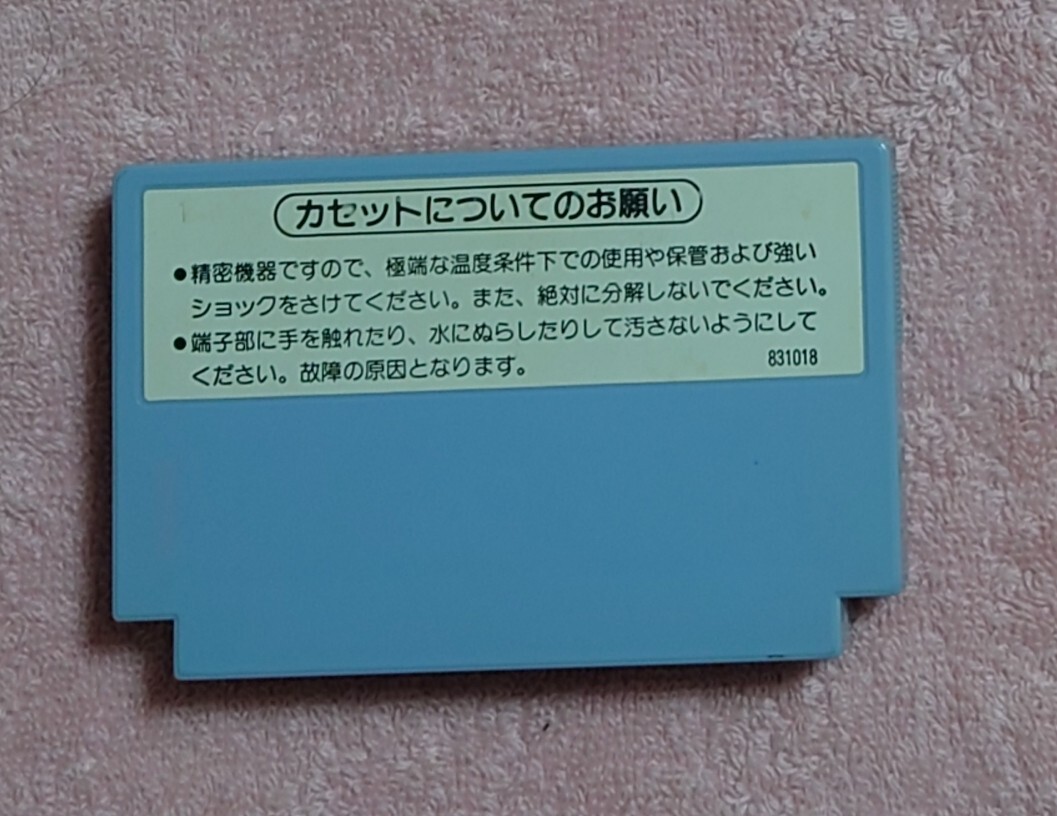 カセットについてのお願い
●精密機器ですので、極端な温度条件下での使用や保管および強い
ショックをさけてください。また、絶対に分解しないでください。
●端子部に手を触れたり、水にぬらしたりして汚さないようにして
ください。故障の原因となります。
831018